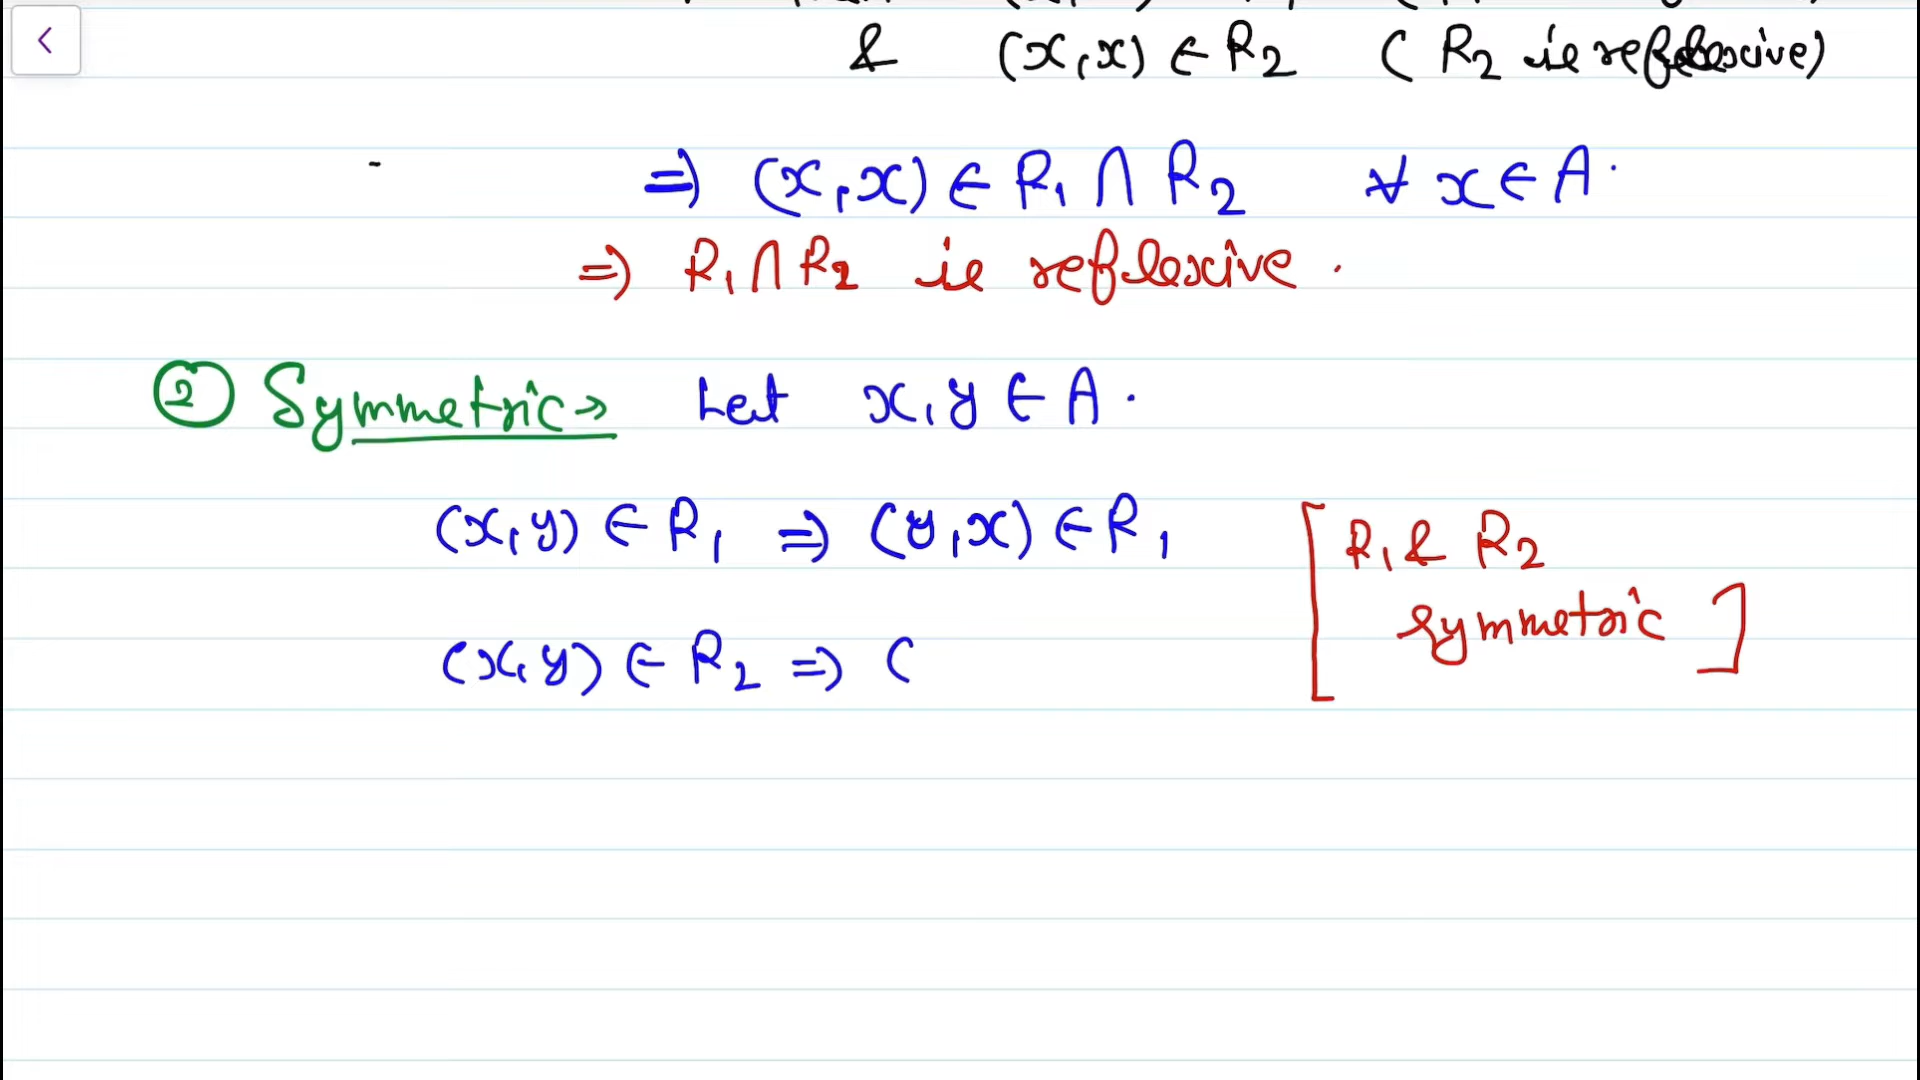 & (x,x) ∈ R₂ ( R₂ is reflexive)
⇒ (x,x) ∈ R₁ ∩ R₂ ∀ x ∈ A.
⇒ R₁ ∩ R₂ is reflexive.
② Symmetric → Let x,y ∈ A.
(x,y) ∈ R₁ ⇒ (y,x) ∈ R₁ [ R₁ & R₂
symmetric ]
(x,y) ∈ R₂ ⇒ (